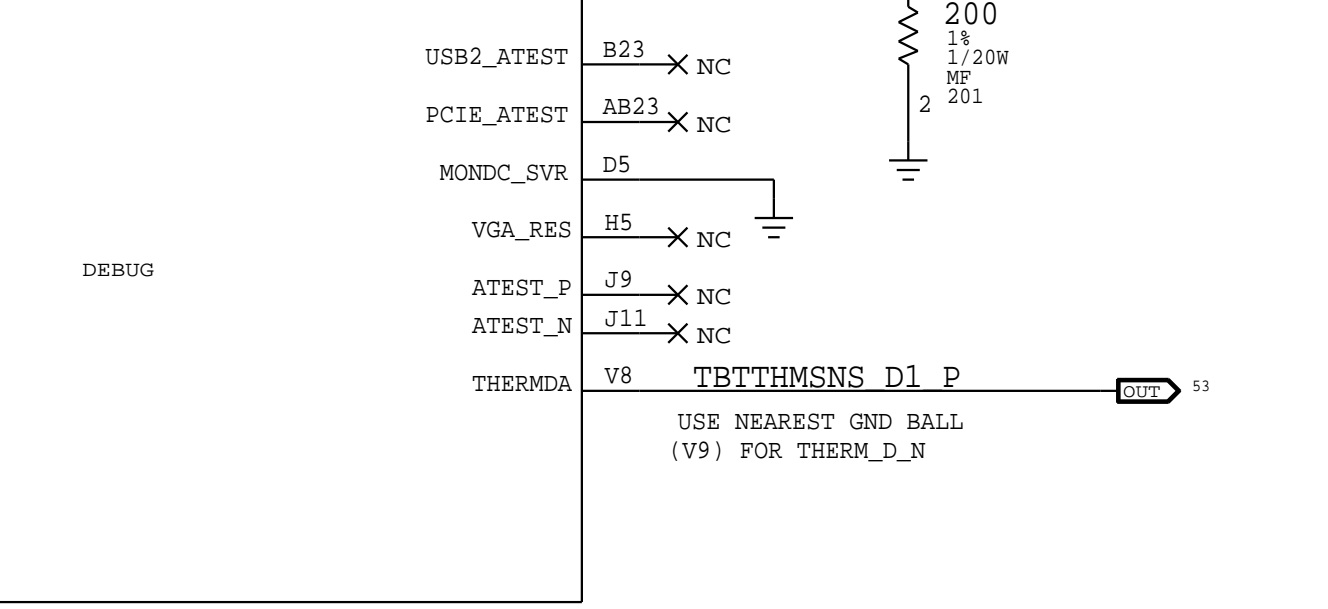 200
1%
1/20W
MF
201
2
USB2_ATEST B23 NC
PCIE_ATEST AB23 NC
MONDC_SVR D5
VGA_RES H5 NC
DEBUG
ATEST_P J9 NC
ATEST_N J11 NC
THERMDA V8 TBTTHMSNS_D1_P OUT 53
USE NEAREST GND BALL
(V9) FOR THERM_D_N